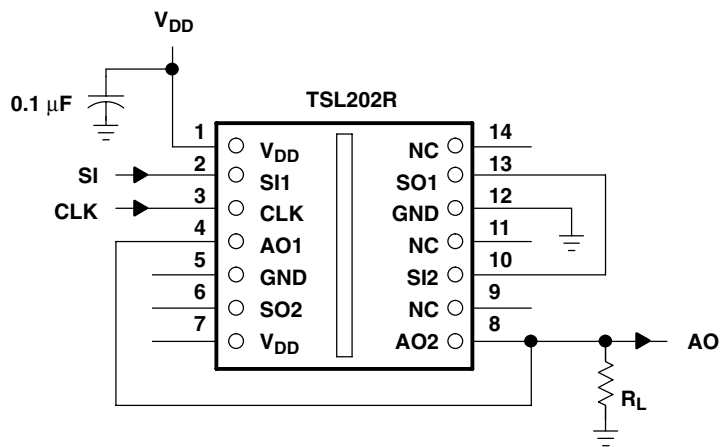 VDD
0.1 μF
TSL202R
1 VDD NC 14
SI 2 SI1 SO1 13
CLK 3 CLK GND 12
4 AO1 NC 11
5 GND SI2 10
6 SO2 NC 9
7 VDD AO2 8 AO
RL